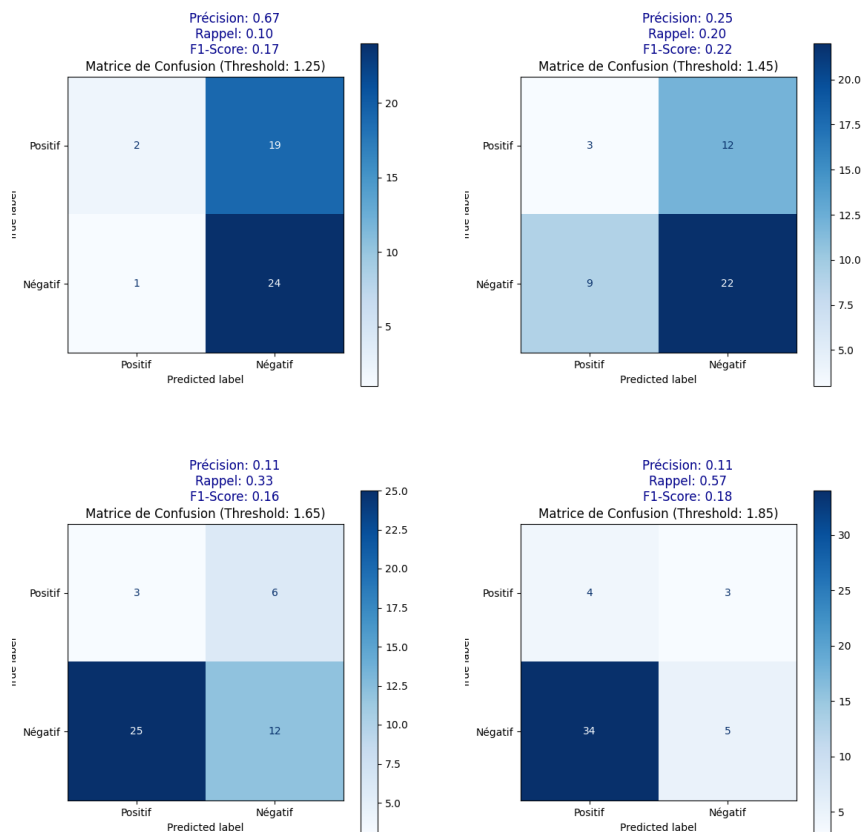 Précision: 0.67
Rappel: 0.10
F1-Score: 0.17
Matrice de Confusion (Threshold: 1.25)
Positif
2
19
Négatif
1
24
Positif
Négatif
Predicted label
20
15
10
5
Précision: 0.25
Rappel: 0.20
F1-Score: 0.22
Matrice de Confusion (Threshold: 1.45)
Positif
3
12
Négatif
9
22
Positif
Négatif
Predicted label
20.0
17.5
15.0
12.5
10.0
7.5
5.0
Précision: 0.11
Rappel: 0.33
F1-Score: 0.16
Matrice de Confusion (Threshold: 1.65)
Positif
3
6
Négatif
25
12
Positif
Négatif
Predicted label
25.0
22.5
20.0
17.5
15.0
12.5
10.0
7.5
5.0
Précision: 0.11
Rappel: 0.57
F1-Score: 0.18
Matrice de Confusion (Threshold: 1.85)
Positif
4
3
Négatif
34
5
Positif
Négatif
Predicted label
30
25
20
15
10
5